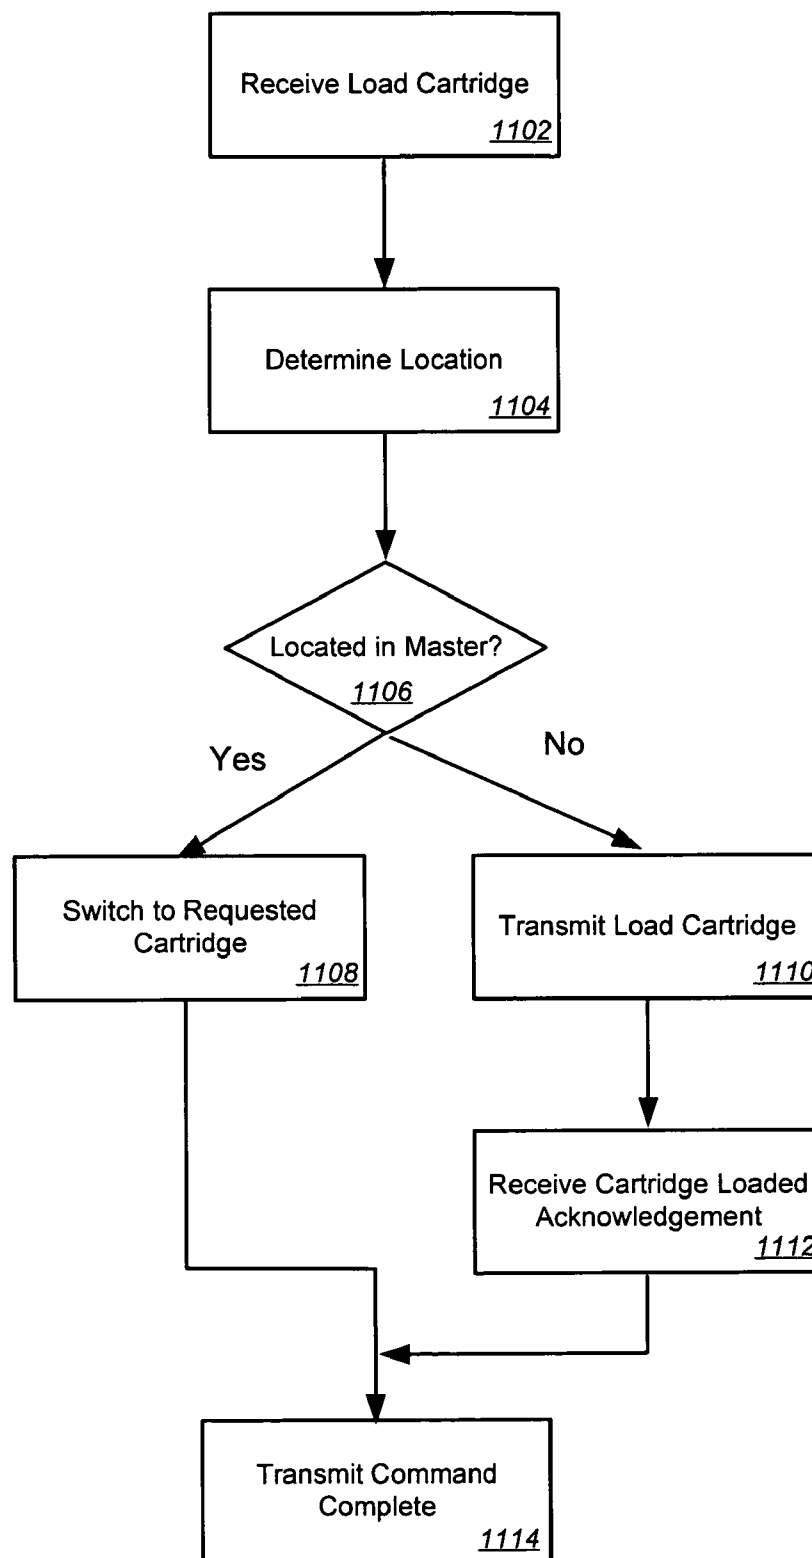 Receive Load Cartridge
1102
Determine Location
1104
Located in Master?
1106
Yes
No
Switch to Requested
Cartridge
1108
Transmit Load Cartridge
1110
Receive Cartridge Loaded
Acknowledgement
1112
Transmit Command
Complete
1114